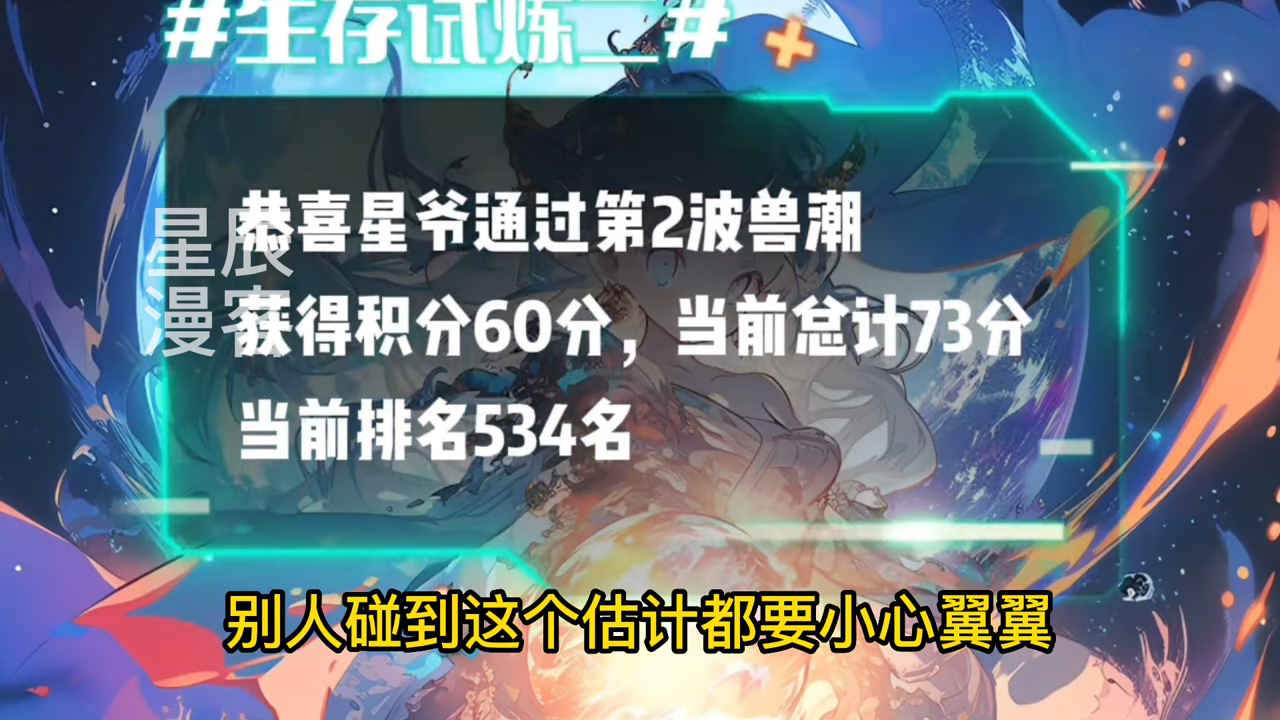 #生存试炼二#
星辰
漫客
恭喜星爷通过第2波兽潮
获得积分60分，当前总计73分
当前排名534名
别人碰到这个估计都要小心翼翼